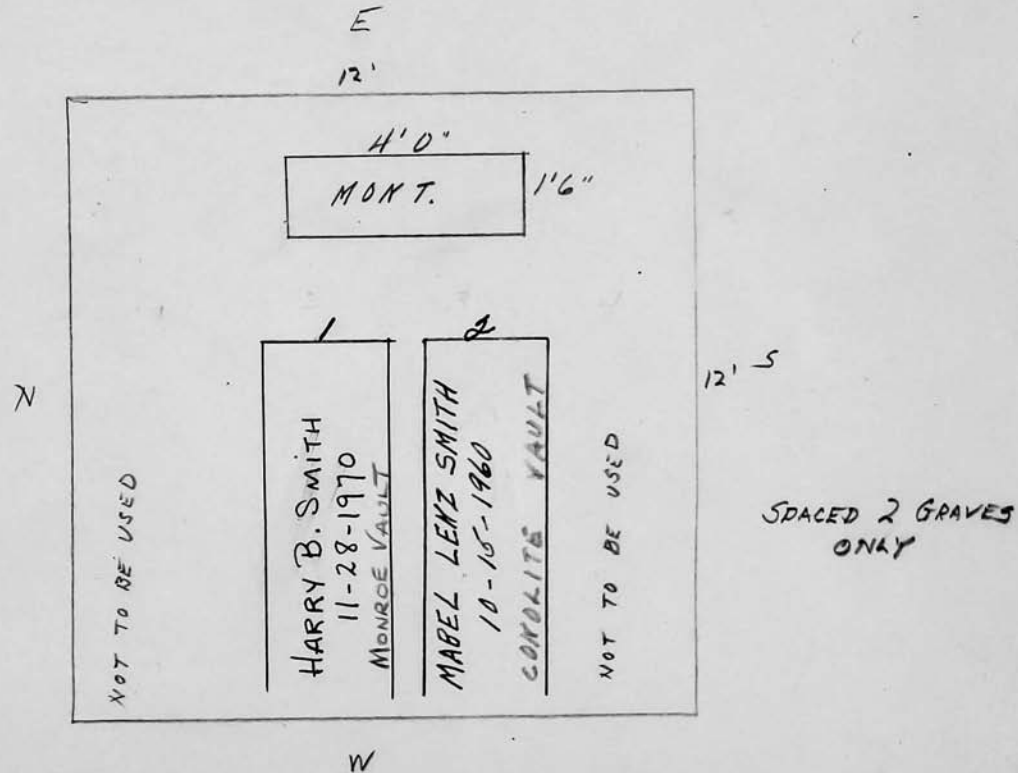 E
12'
4'0"
MONT.
1'6"
1
2
N
12'
S
NOT TO BE USED
HARRY B. SMITH
11-28-1970
MONROE VAULT
MABEL LENZ SMITH
10-15-1960
CONOLITE VAULT
NOT TO BE USED
SPACED 2 GRAVES
ONLY
W